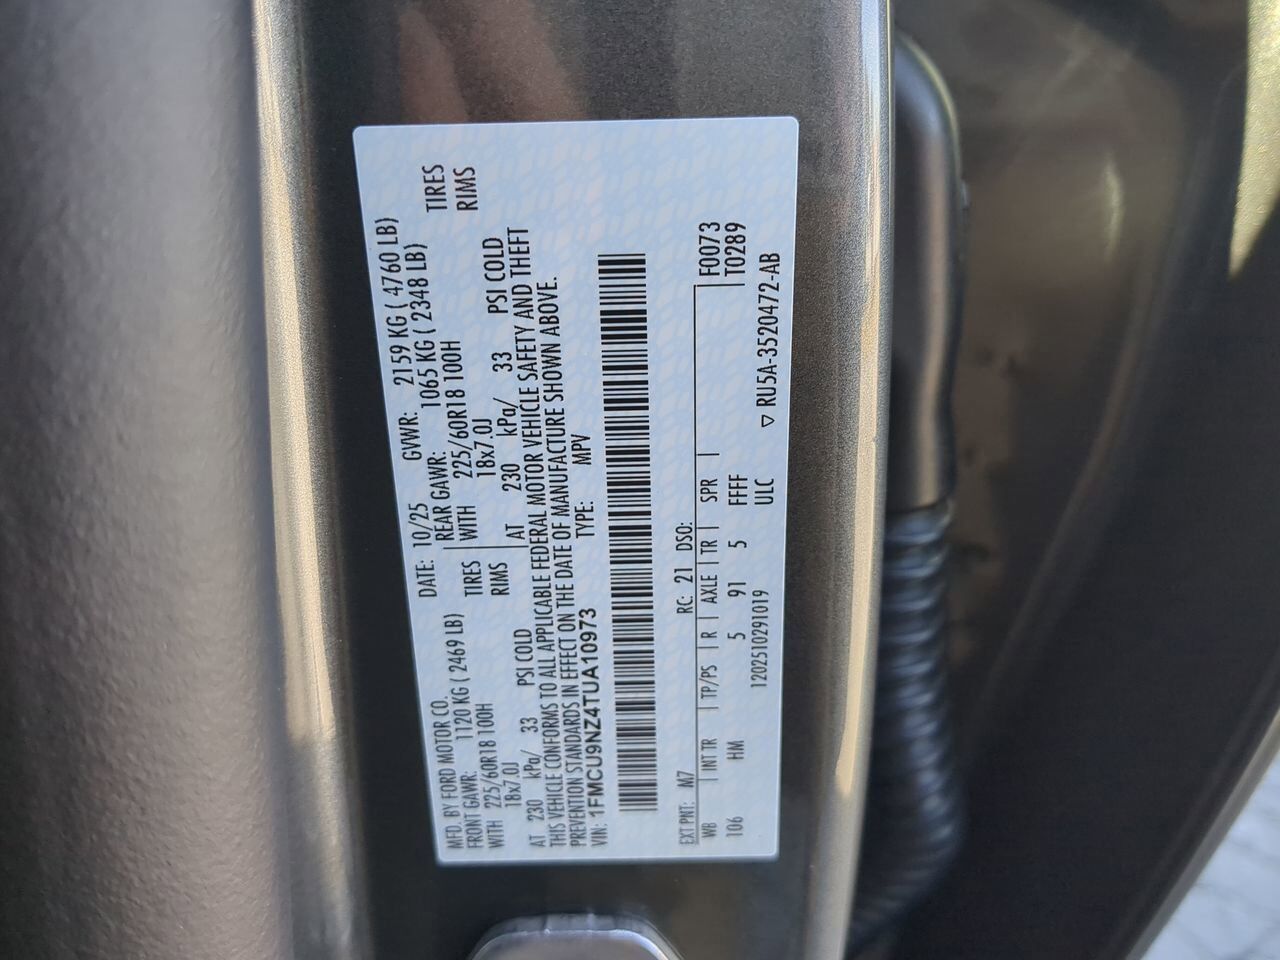 MFD. BY FORD MOTOR CO.
DATE: 10/25 GVWR: 2159 KG ( 4760 LB)
FRONT GAWR: 1120 KG ( 2469 LB) REAR GAWR: 1065 KG ( 2348 LB)
WITH 225/60R18 100H TIRES WITH 225/60R18 100H TIRES
18x7.0J RIMS 18x7.0J RIMS
AT 230 kPa/ 33 PSI COLD AT 230 kPa/ 33 PSI COLD
THIS VEHICLE CONFORMS TO ALL APPLICABLE FEDERAL MOTOR VEHICLE SAFETY AND THEFT
PREVENTION STANDARDS IN EFFECT ON THE DATE OF MANUFACTURE SHOWN ABOVE.
VIN: 1FMCU9NZ4TUA10973 TYPE: MPV
EXT PNT: M7 RC: 21 DSO:
WB INT TR TP/PS R AXLE TR SPR F0073
106 HM 5 91 5 FFFF T0289
1202510291019 ULC ▽ RU5A-3520472-AB